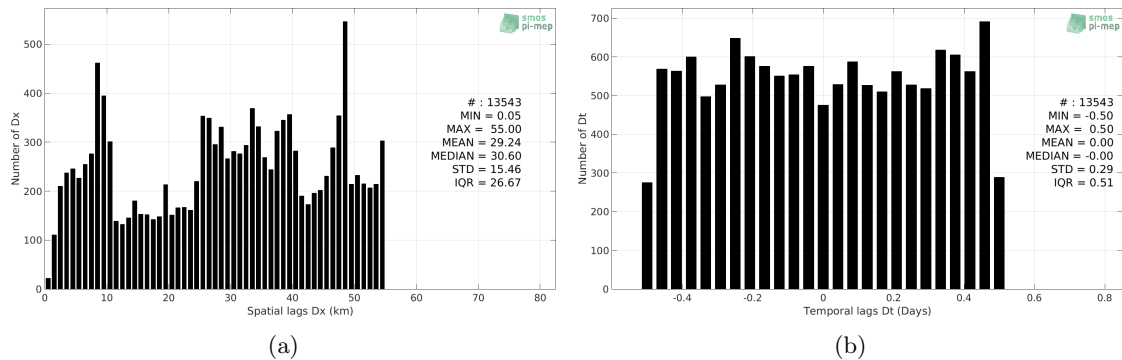 smos
pi-mep
500
400
300
200
100
0
Number of Dx
# : 13543
MIN = 0.05
MAX = 55.00
MEAN = 29.24
MEDIAN = 30.60
STD = 15.46
IQR = 26.67
0 10 20 30 40 50 60 70 80
Spatial lags Dx (km)
(a)
smos
pi-mep
700
600
500
400
300
200
100
0
Number of Dt
# : 13543
MIN = -0.50
MAX = 0.50
MEAN = 0.00
MEDIAN = -0.00
STD = 0.29
IQR = 0.51
-0.4 -0.2 0 0.2 0.4 0.6 0.8
Temporal lags Dt (Days)
(b)